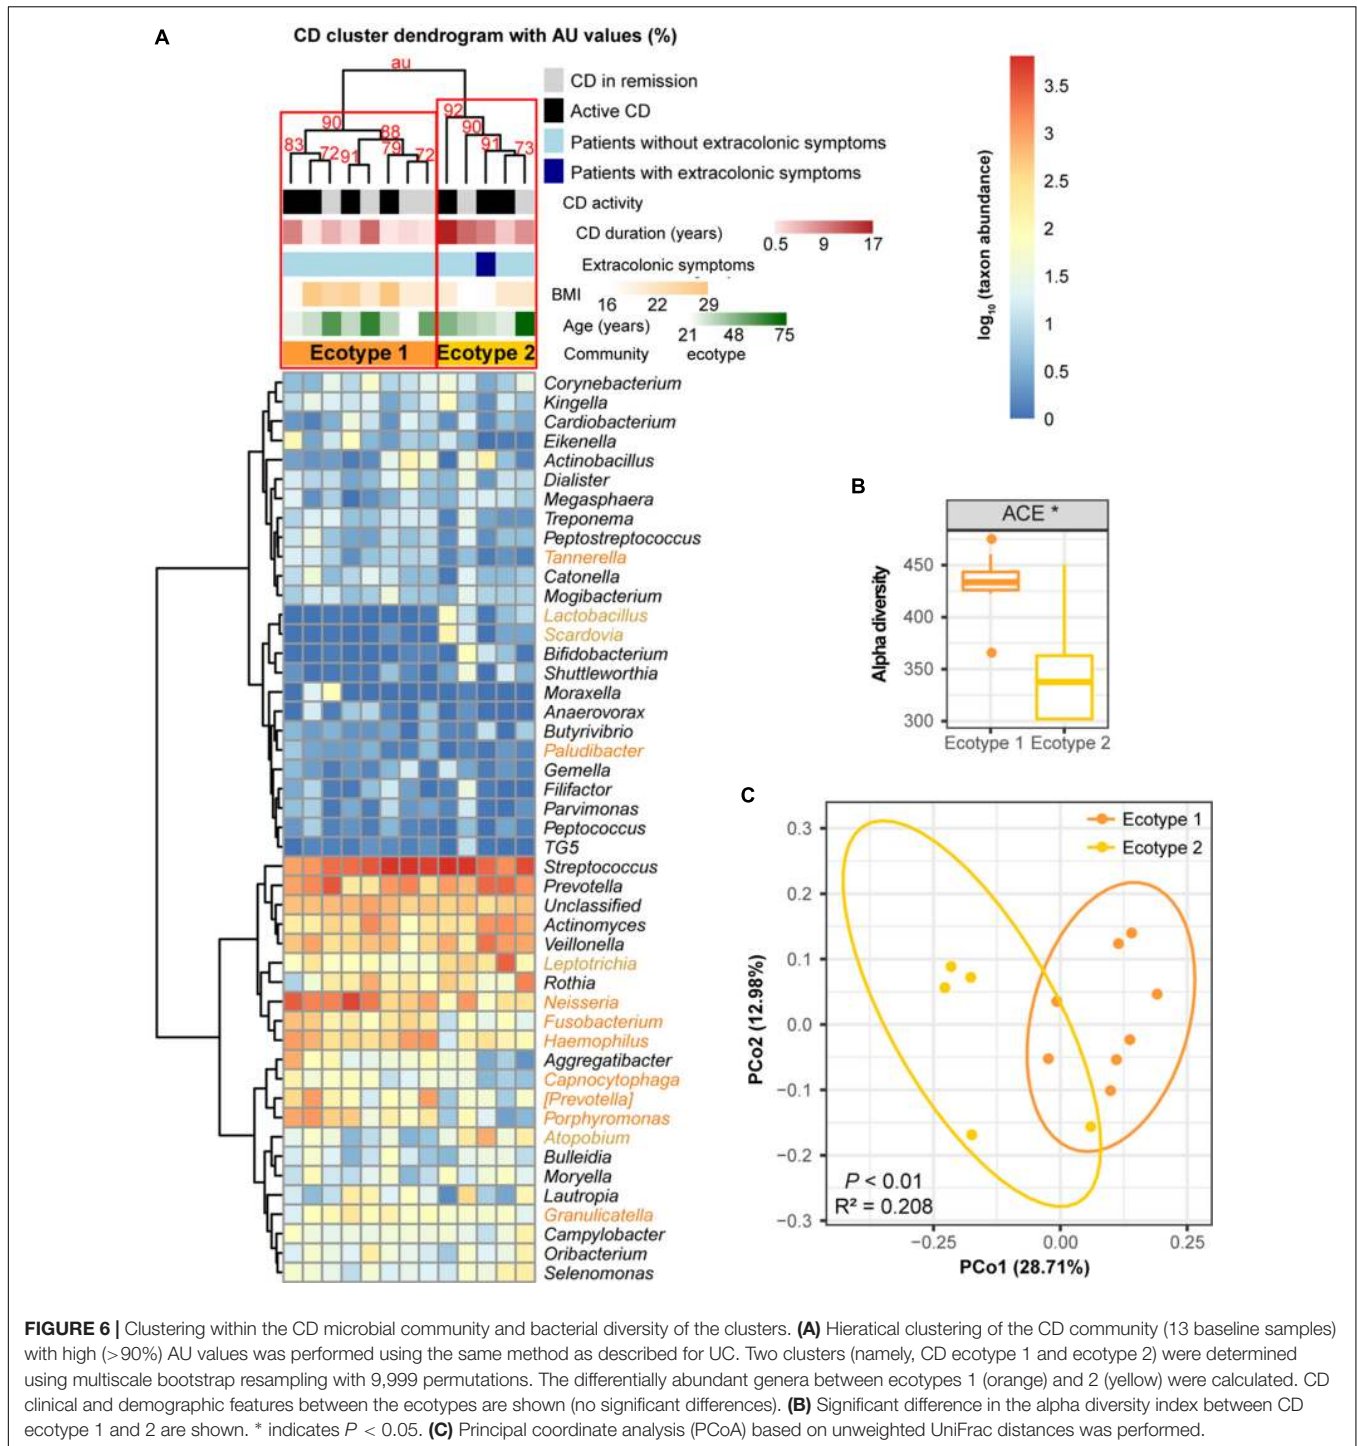 A
CD cluster dendrogram with AU values (%)
au
92
90
90
88
83
72
91
79
72
91
73
CD in remission
Active CD
Patients without extracolonic symptoms
Patients with extracolonic symptoms
CD activity
CD duration (years)
0.5 9 17
Extracolonic symptoms
BMI
16 22 29
Age (years)
21 48 75
Community ecotype
Ecotype 1
Ecotype 2
3.5
3
2.5
2
1.5
1
0.5
0
log10 (taxon abundance)
Corynebacterium
Kingella
Cardiobacterium
Eikenella
Actinobacillus
Dialister
Megasphaera
Treponema
Peptostreptococcus
Tannerella
Catonella
Mogibacterium
Lactobacillus
Scardovia
Bifidobacterium
Shuttleworthia
Moraxella
Anaerovorax
Butyrivibrio
Paludibacter
Gemella
Filifactor
Parvimonas
Peptococcus
TG5
Streptococcus
Prevotella
Unclassified
Actinomyces
Veillonella
Leptotrichia
Rothia
Neisseria
Fusobacterium
Haemophilus
Aggregatibacter
Capnocytophaga
[Prevotella]
Porphyromonas
Atopobium
Bulleidia
Moryella
Lautropia
Granulicatella
Campylobacter
Oribacterium
Selenomonas
B
ACE *
Alpha diversity
450
400
350
300
Ecotype 1 Ecotype 2
C
Ecotype 1
Ecotype 2
PCo2 (12.98%)
0.3
0.2
0.1
0.0
−0.1
−0.2
−0.3
P < 0.01
R² = 0.208
−0.25 0.00 0.25
PCo1 (28.71%)
FIGURE 6 | Clustering within the CD microbial community and bacterial diversity of the clusters. (A) Hieratical clustering of the CD community (13 baseline samples)
with high (>90%) AU values was performed using the same method as described for UC. Two clusters (namely, CD ecotype 1 and ecotype 2) were determined
using multiscale bootstrap resampling with 9,999 permutations. The differentially abundant genera between ecotypes 1 (orange) and 2 (yellow) were calculated. CD
clinical and demographic features between the ecotypes are shown (no significant differences). (B) Significant difference in the alpha diversity index between CD
ecotype 1 and 2 are shown. * indicates P < 0.05. (C) Principal coordinate analysis (PCoA) based on unweighted UniFrac distances was performed.